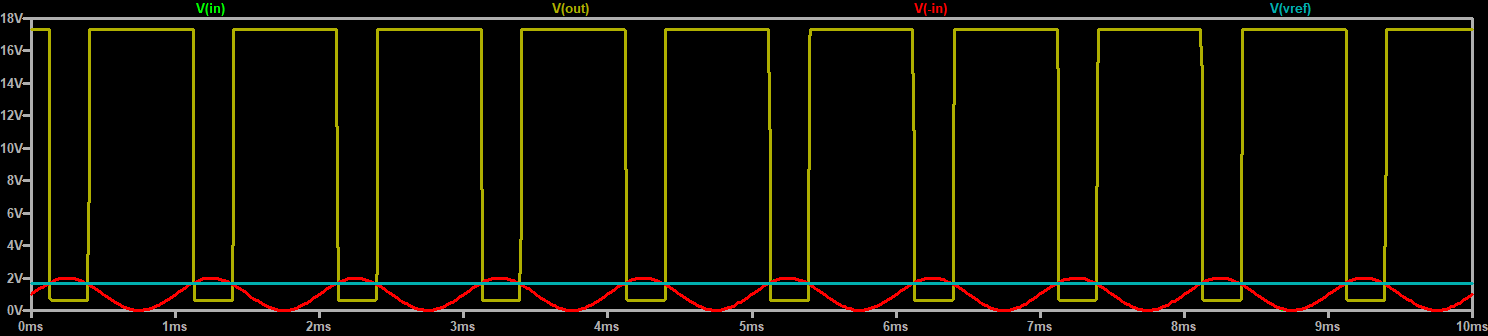 V(in) V(out) V(-in) V(vref)
18V
16V
14V
12V
10V
8V
6V
4V
2V
0V
0ms 1ms 2ms 3ms 4ms 5ms 6ms 7ms 8ms 9ms 10ms